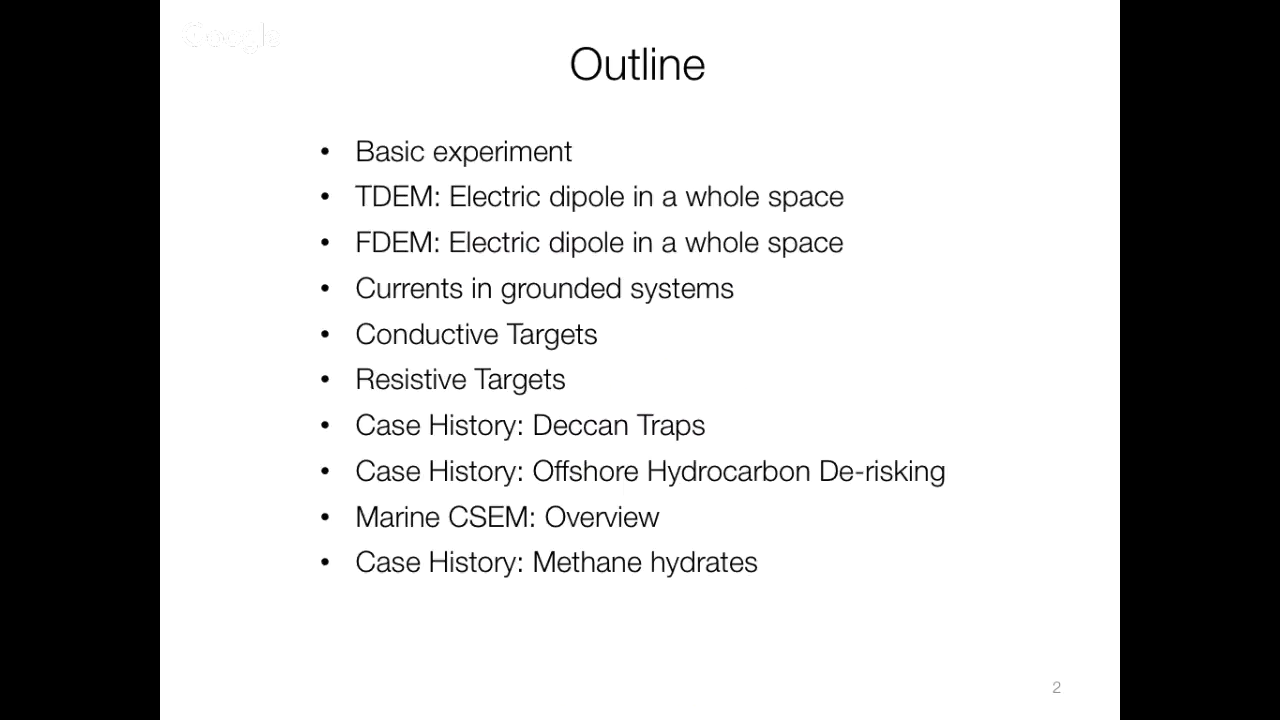 Google
Outline
• Basic experiment
• TDEM: Electric dipole in a whole space
• FDEM: Electric dipole in a whole space
• Currents in grounded systems
• Conductive Targets
• Resistive Targets
• Case History: Deccan Traps
• Case History: Offshore Hydrocarbon De-risking
• Marine CSEM: Overview
• Case History: Methane hydrates
2